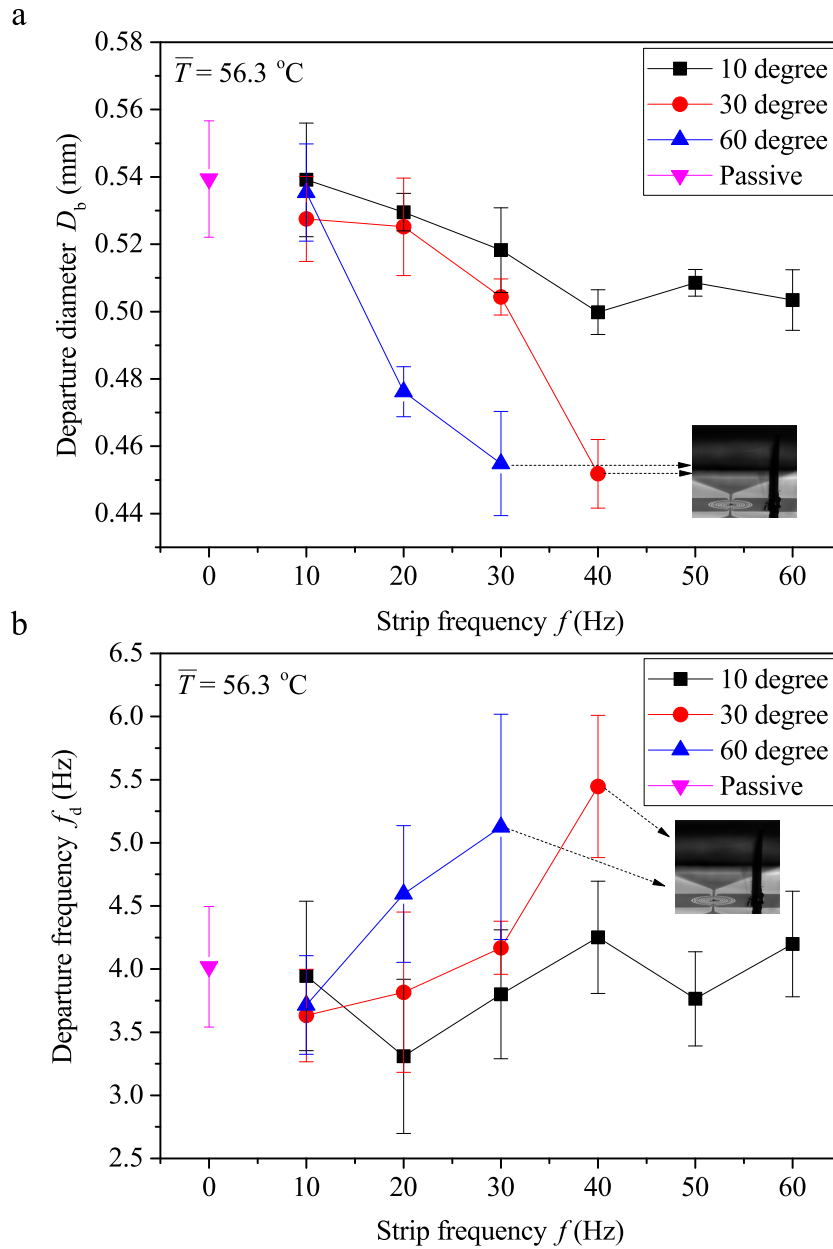 a
0.58
0.56
0.54
0.52
0.50
0.48
0.46
0.44
Departure diameter D_b (mm)
T̅ = 56.3 °C
10 degree
30 degree
60 degree
Passive
0 10 20 30 40 50 60
Strip frequency f (Hz)
b
6.5
6.0
5.5
5.0
4.5
4.0
3.5
3.0
2.5
Departure frequency f_d (Hz)
T̅ = 56.3 °C
10 degree
30 degree
60 degree
Passive
0 10 20 30 40 50 60
Strip frequency f (Hz)